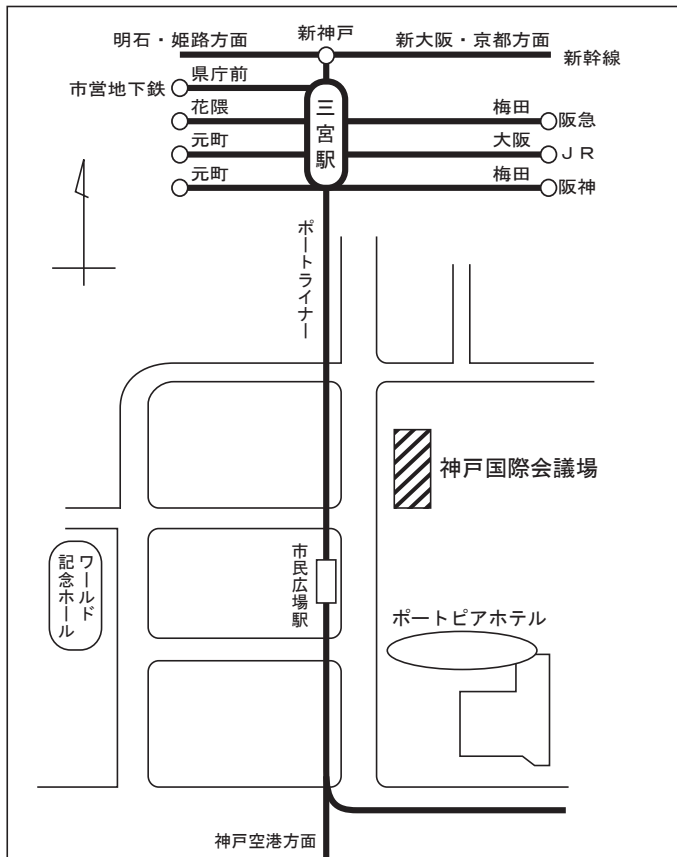 新神戸
明石・姫路方面
新大阪・京都方面
新幹線
県庁前
市営地下鉄
花隈
梅田
阪急
元町
大阪
ＪＲ
元町
梅田
阪神
三宮駅
ポートライナー
神戸国際会議場
市民広場駅
ワールド
記念ホール
ポートピアホテル
神戸空港方面